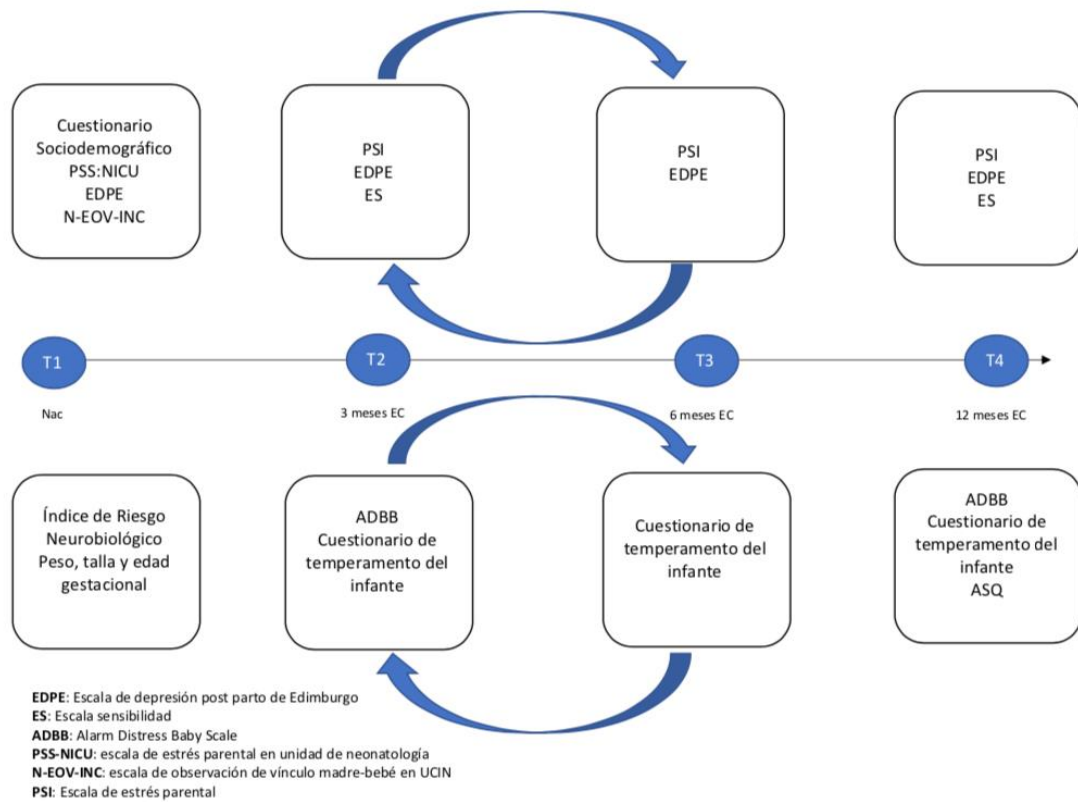 Cuestionario
Sociodemográfico
PSS:NICU
EDPE
N-EOV-INC
PSI
EDPE
ES
PSI
EDPE
PSI
EDPE
ES
T1
T2
T3
T4
Nac
3 meses EC
6 meses EC
12 meses EC
Índice de Riesgo
Neurobiológico
Peso, talla y edad
gestacional
ADBB
Cuestionario de
temperamento del
infante
Cuestionario de
temperamento del
infante
ADBB
Cuestionario de
temperamento del
infante
ASQ
EDPE: Escala de depresión post parto de Edimburgo
ES: Escala sensibilidad
ADBB: Alarm Distress Baby Scale
PSS-NICU: escala de estrés parental en unidad de neonatología
N-EOV-INC: escala de observación de vínculo madre-bebé en UCIN
PSI: Escala de estrés parental